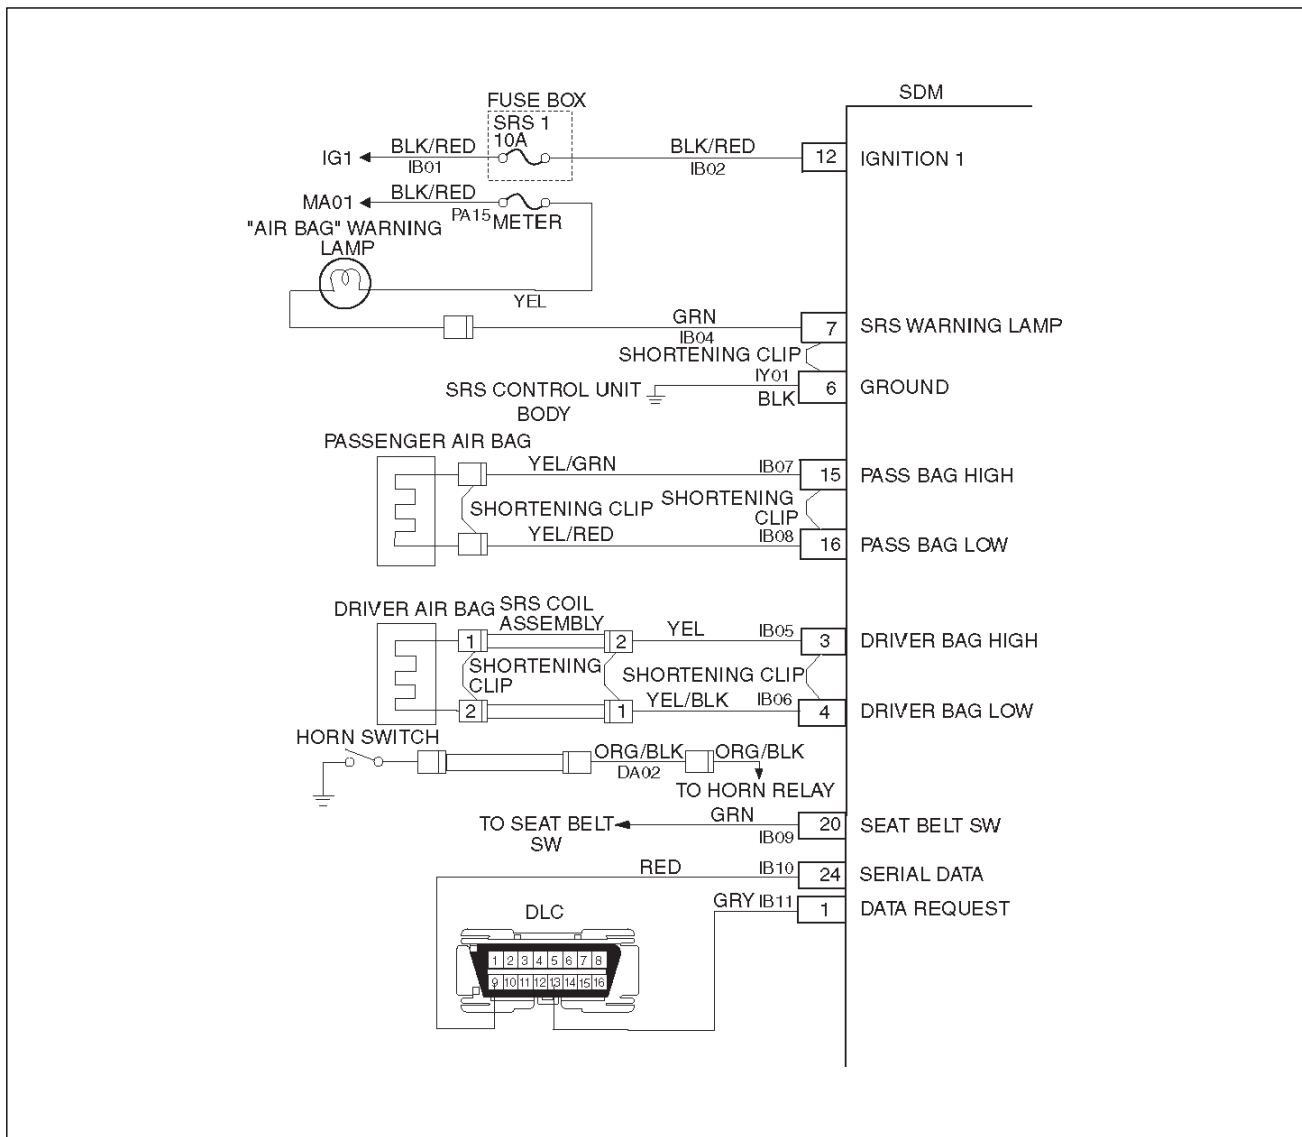 SDM
FUSE BOX
SRS 1
10A
IG1
BLK/RED
IB01
BLK/RED
IB02
12
IGNITION 1
MA01
BLK/RED
PA15
METER
"AIR BAG" WARNING
LAMP
YEL
GRN
IB04
7
SRS WARNING LAMP
SHORTENING CLIP
SRS CONTROL UNIT
BODY
IY01
BLK
6
GROUND
PASSENGER AIR BAG
YEL/GRN
IB07
15
PASS BAG HIGH
SHORTENING CLIP
SHORTENING
CLIP
YEL/RED
IB08
16
PASS BAG LOW
DRIVER AIR BAG
SRS COIL
ASSEMBLY
1
2
YEL
IB05
3
DRIVER BAG HIGH
SHORTENING
CLIP
SHORTENING CLIP
2
1
YEL/BLK
IB06
4
DRIVER BAG LOW
HORN SWITCH
ORG/BLK
DA02
ORG/BLK
TO HORN RELAY
TO SEAT BELT
SW
GRN
IB09
20
SEAT BELT SW
RED
IB10
24
SERIAL DATA
GRY IB11
1
DATA REQUEST
DLC
1 2 3 4 5 6 7 8
9 10 11 12 13 14 15 16